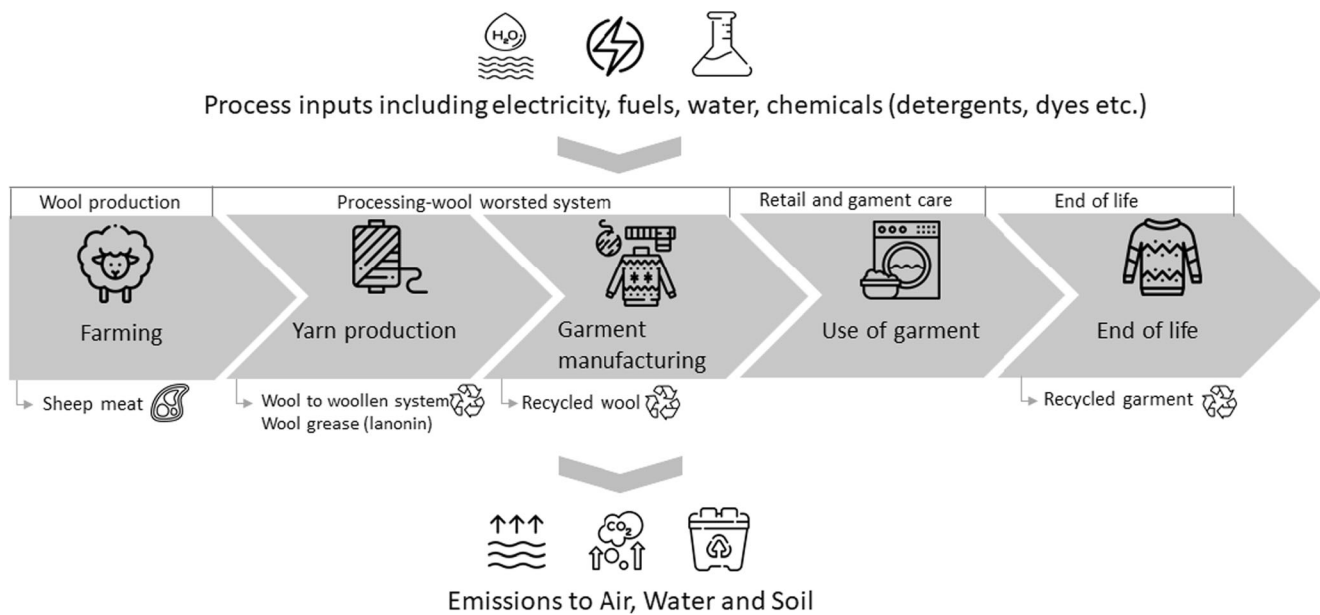 H₂O
Process inputs including electricity, fuels, water, chemicals (detergents, dyes etc.)
Wool production
Processing-wool worsted system
Retail and gament care
End of life
Farming
Yarn production
Garment
manufacturing
Use of garment
End of life
Sheep meat
Wool to woollen system
Wool grease (lanonin)
Recycled wool
Recycled garment
CO₂
Emissions to Air, Water and Soil